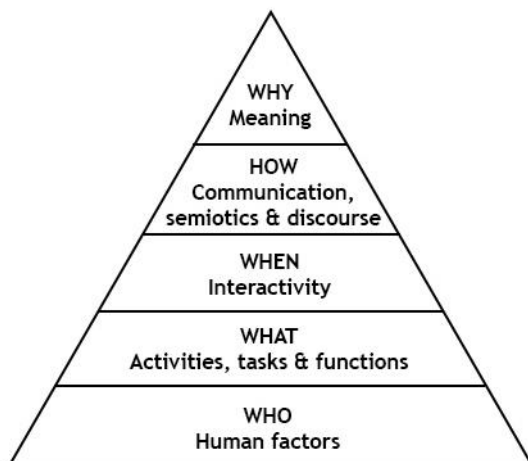 WHY
Meaning
HOW
Communication,
semiotics & discourse
WHEN
Interactivity
WHAT
Activities, tasks & functions
WHO
Human factors